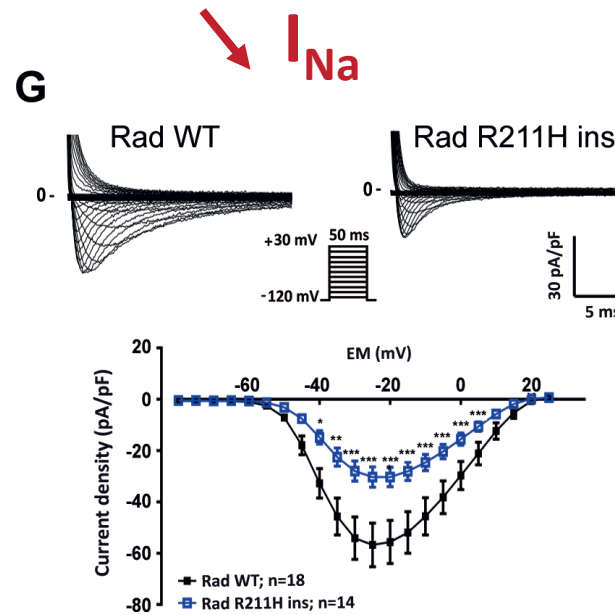 I Na
G
Rad WT
Rad R211H ins
0 -
0 -
+30 mV
50 ms
-120 mV
30 pA/pF
5 ms
EM (mV)
Current density (pA/pF)
20
0
-20
-40
-60
-80
-60
-40
-20
0
20
*
**
***
***
***
***
***
***
***
***
Rad WT; n=18
Rad R211H ins; n=14